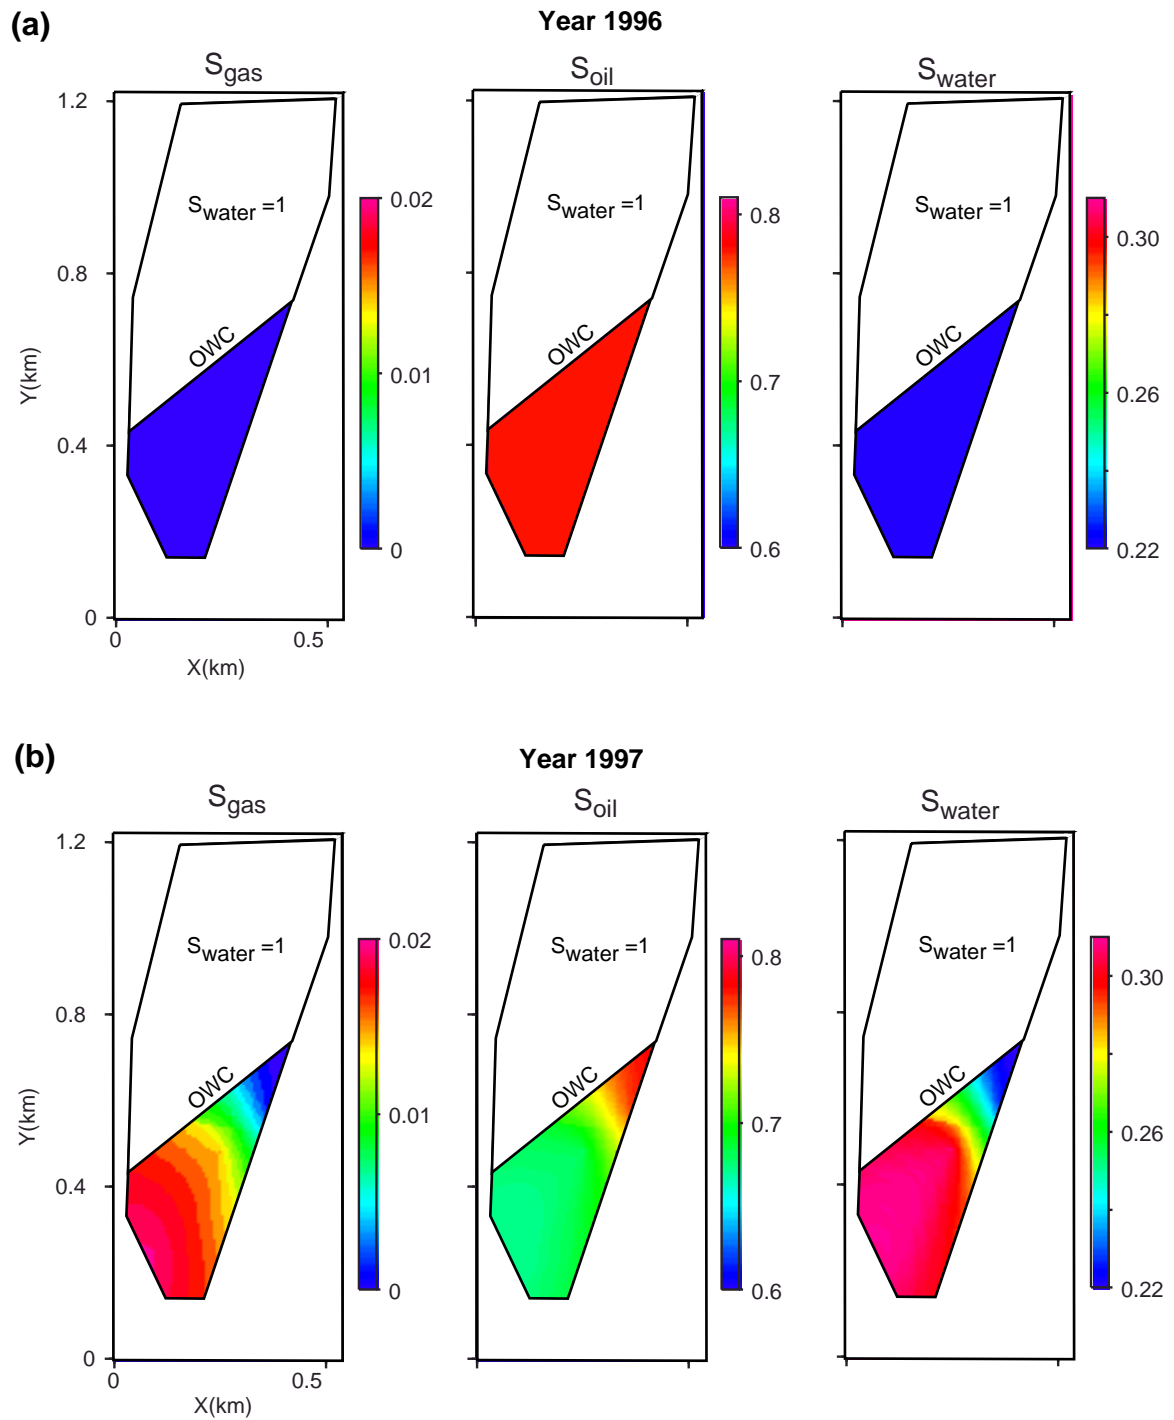 (a)
Year 1996
Sgas
Soil
Swater
1.2
0.8
0.4
0
Y(km)
0
0.5
X(km)
Swater =1
OWC
0.02
0.01
0
Swater =1
OWC
0.8
0.7
0.6
Swater =1
OWC
0.30
0.26
0.22
(b)
Year 1997
Sgas
Soil
Swater
1.2
0.8
0.4
0
Y(km)
0
0.5
X(km)
Swater =1
OWC
0.02
0.01
0
Swater =1
OWC
0.8
0.7
0.6
Swater =1
OWC
0.30
0.26
0.22